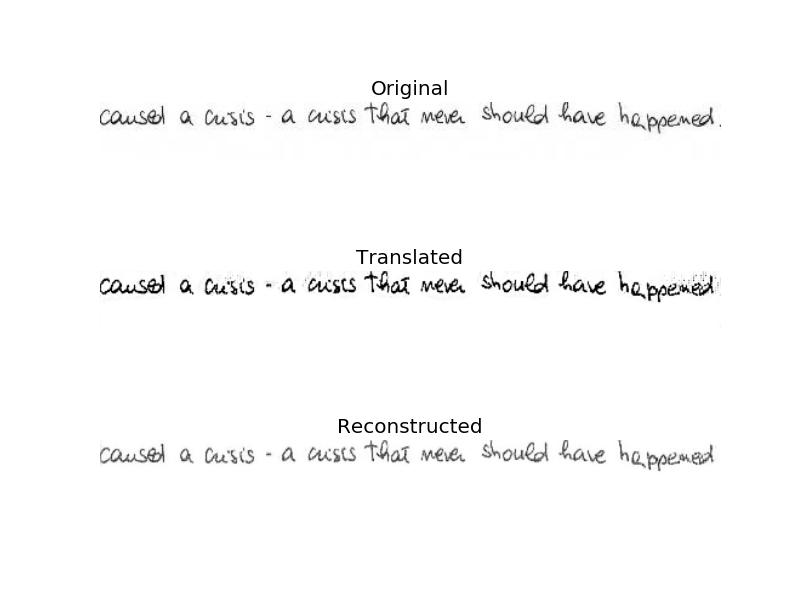 Original
caused a crisis - a crisis that never should have happened.
Translated
caused a crisis - a crisis that never should have happened
Reconstructed
caused a crisis - a crisis that never should have happened